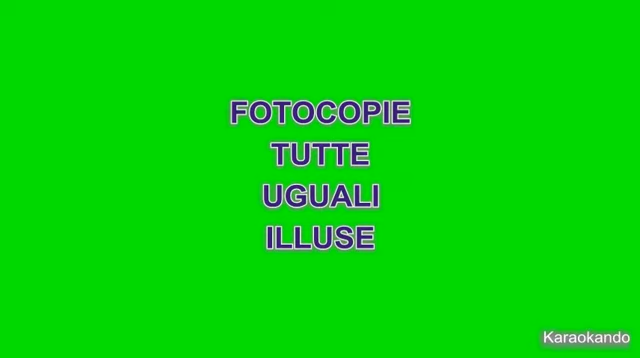 FOTOCOPIE
TUTTE
UGUALI
ILLUSE
Karaokando